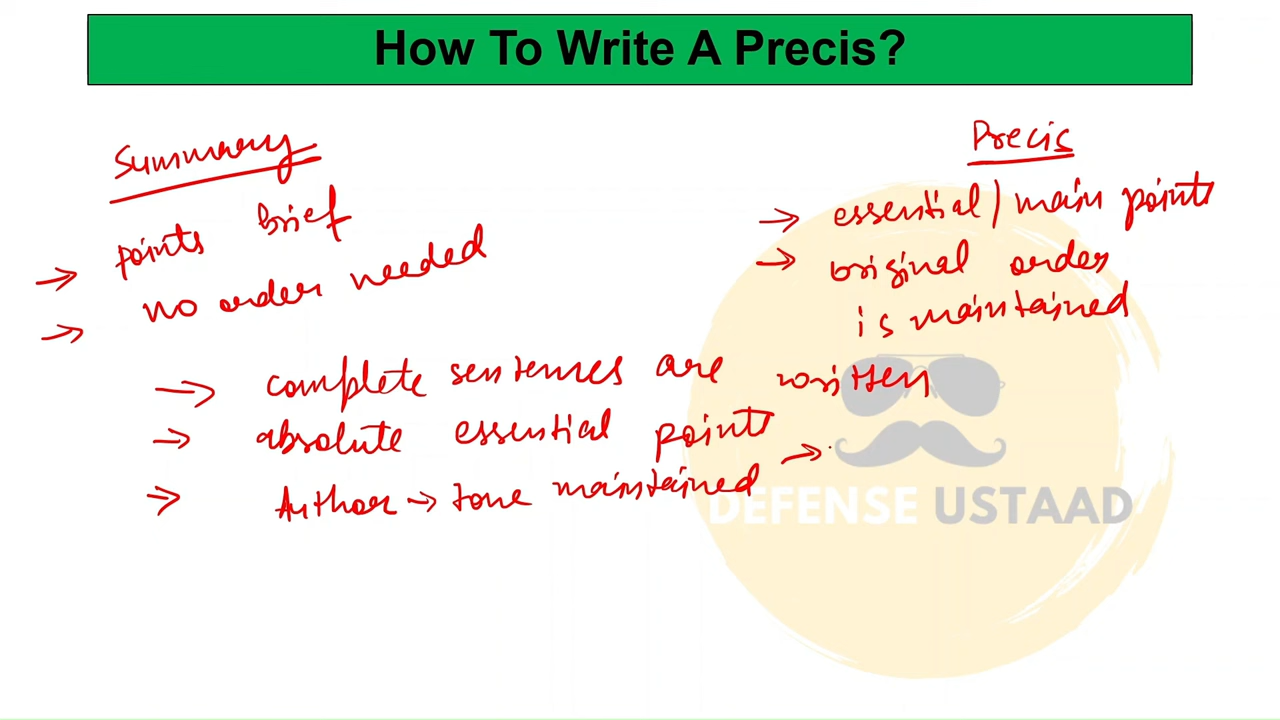 How To Write A Precis?
Summary
→ points brief
→ no order needed
Precis
→ essential / main points
→ original order
is maintained
→ complete sentences are written
→ absolute essential points
→ Author → tone maintained →
DEFENSE USTAAD